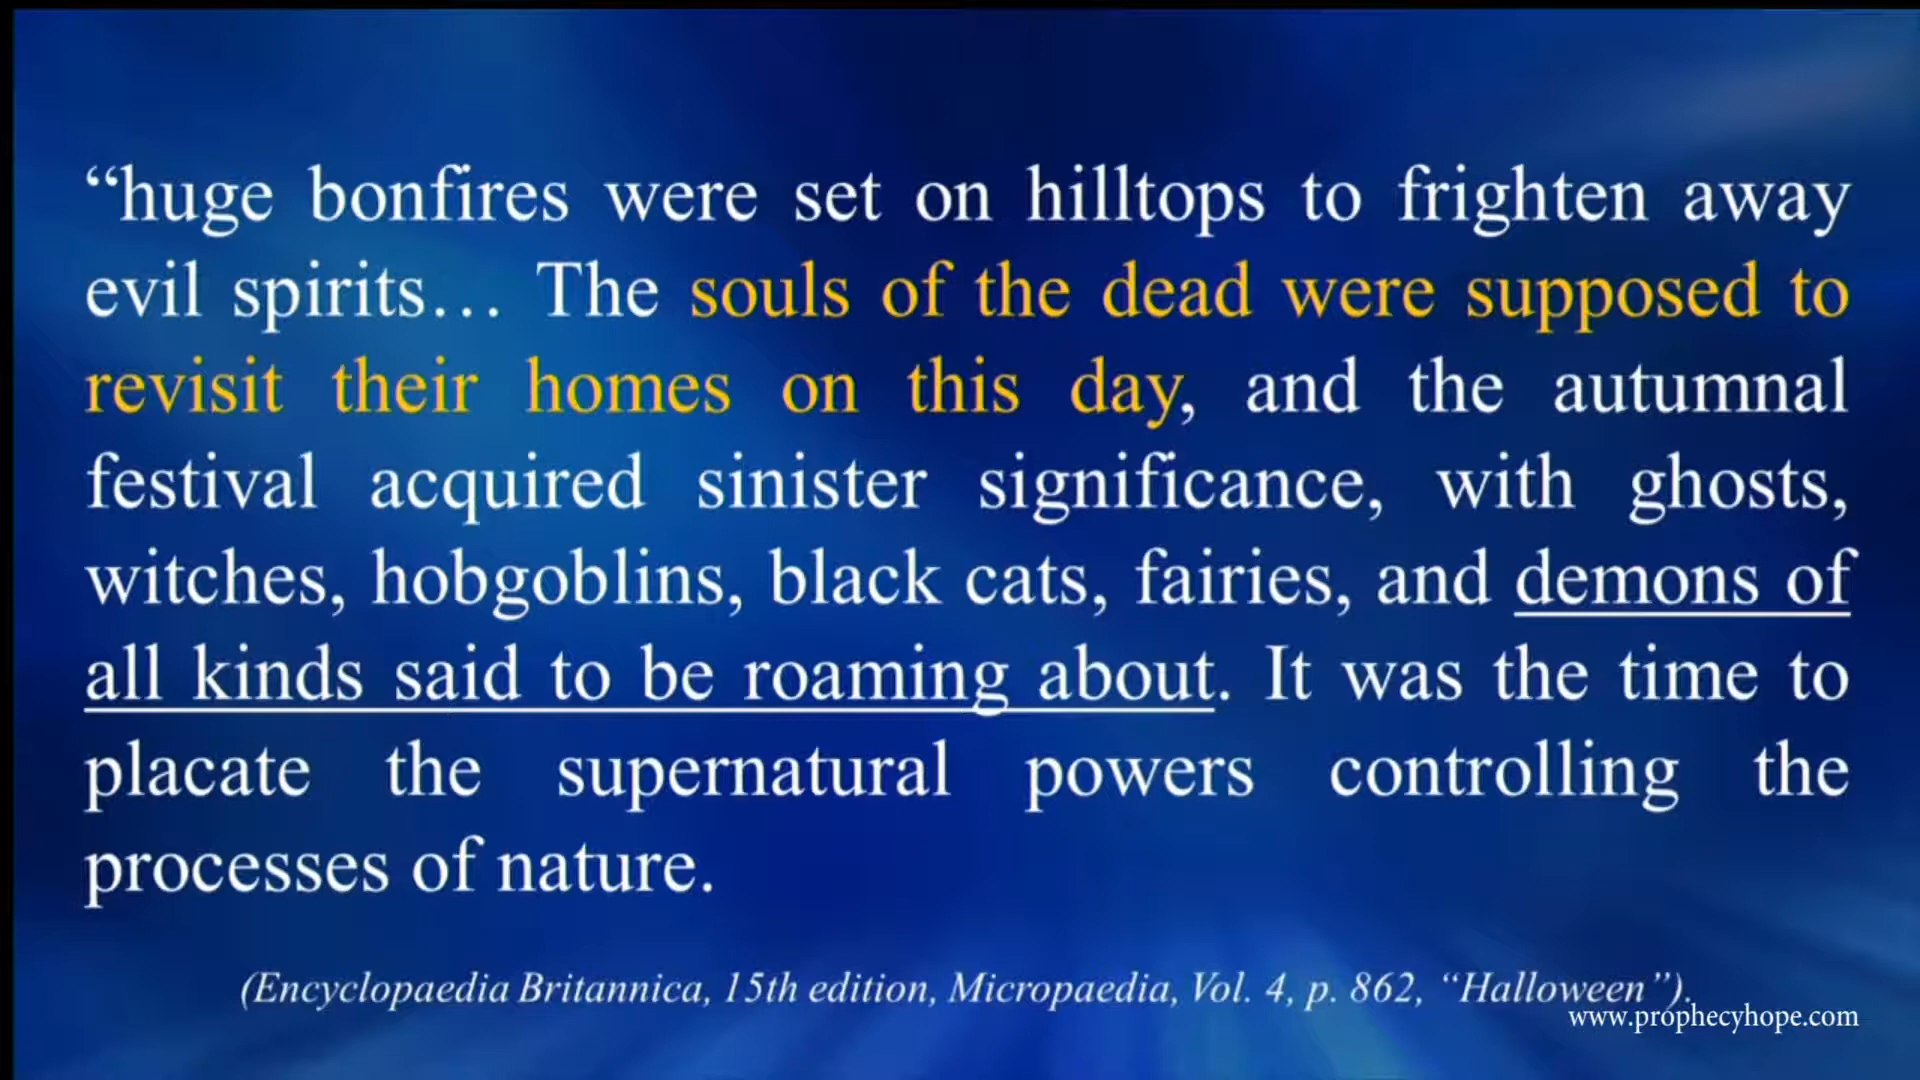 “huge bonfires were set on hilltops to frighten away
evil spirits… The souls of the dead were supposed to
revisit their homes on this day, and the autumnal
festival acquired sinister significance, with ghosts,
witches, hobgoblins, black cats, fairies, and demons of
all kinds said to be roaming about. It was the time to
placate the supernatural powers controlling the
processes of nature.
(Encyclopaedia Britannica, 15th edition, Micropaedia, Vol. 4, p. 862, “Halloween”).
www.prophecyhope.com